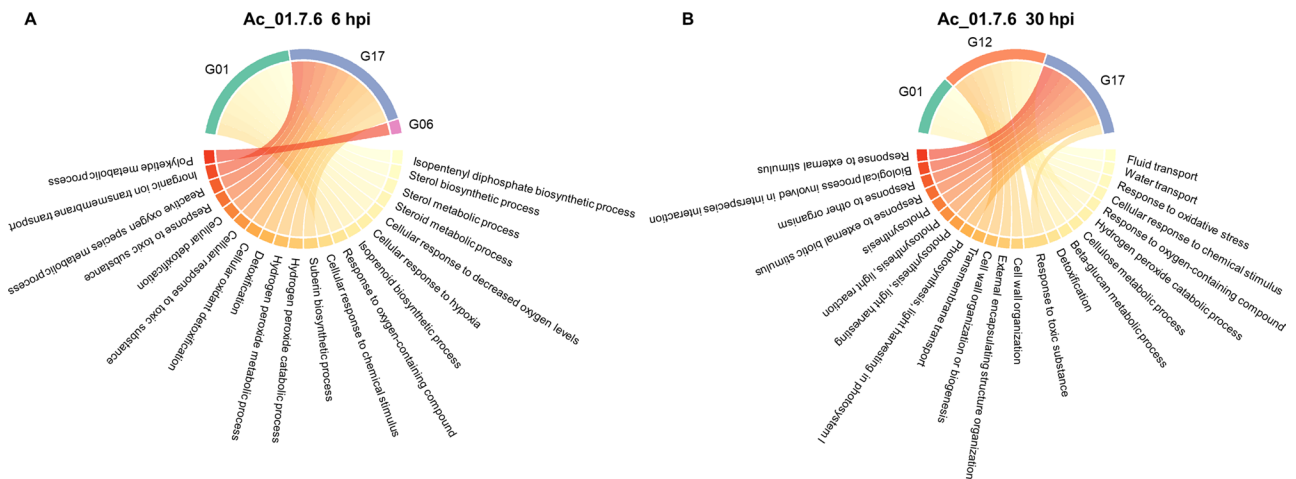 A
Ac_01.7.6 6 hpi
G01
G17
G06
Polyketide metabolic process
Inorganic ion transmembrane transport
Reactive oxygen species metabolic process
Response to toxic substance
Cellular detoxification
Cellular response to toxic substance
Cellular oxidant detoxification
Detoxification
Hydrogen peroxide metabolic process
Hydrogen peroxide catabolic process
Suberin biosynthetic process
Cellular response to chemical stimulus
Response to oxygen-containing compound
Isoprenoid biosynthetic process
Cellular response to hypoxia
Cellular response to decreased oxygen levels
Steroid metabolic process
Sterol metabolic process
Sterol biosynthetic process
Isopentenyl diphosphate biosynthetic process
B
Ac_01.7.6 30 hpi
G01
G12
G17
Response to external stimulus
Biological process involved in interspecies interaction
Response to other organism
Response to external biotic stimulus
Photosynthesis
Photosynthesis, light reaction
Photosynthesis, light harvesting
Photosynthesis, light harvesting in photosystem I
Transmembrane transport
Cell wall organization or biogenesis
External encapsulating structure organization
Cell wall organization
Response to toxic substance
Detoxification
Beta-glucan metabolic process
Cellulose metabolic process
Hydrogen peroxide catabolic process
Response to oxygen-containing compound
Cellular response to chemical stimulus
Response to oxidative stress
Water transport
Fluid transport